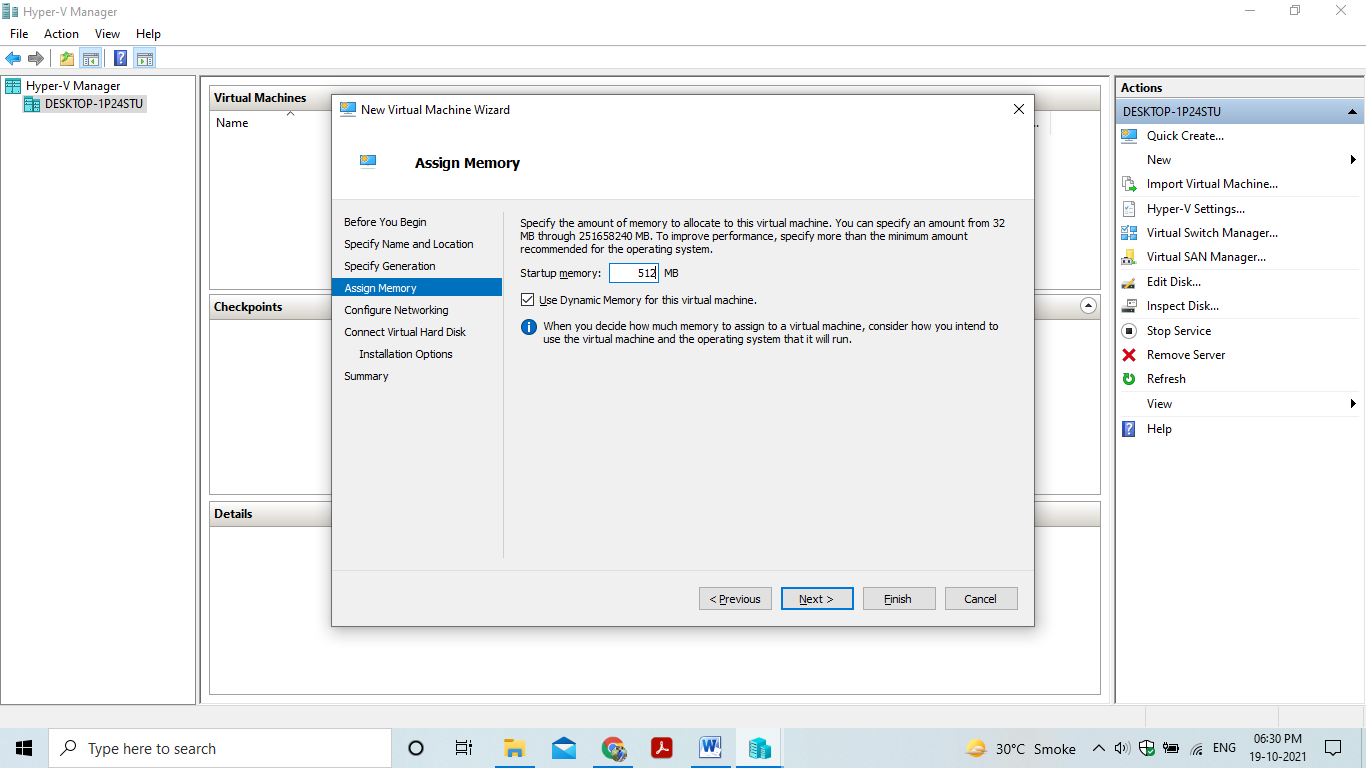 Hyper-V Manager
File Action View Help
Hyper-V Manager
DESKTOP-1P24STU
Virtual Machines
Name
..
Checkpoints
Details
New Virtual Machine Wizard
Assign Memory
Before You Begin
Specify Name and Location
Specify Generation
Assign Memory
Configure Networking
Connect Virtual Hard Disk
Installation Options
Summary
Specify the amount of memory to allocate to this virtual machine. You can specify an amount from 32
MB through 251658240 MB. To improve performance, specify more than the minimum amount
recommended for the operating system.
Startup memory: 512 MB
Use Dynamic Memory for this virtual machine.
When you decide how much memory to assign to a virtual machine, consider how you intend to
use the virtual machine and the operating system that it will run.
< Previous Next > Finish Cancel
Actions
DESKTOP-1P24STU
Quick Create...
New
Import Virtual Machine...
Hyper-V Settings...
Virtual Switch Manager...
Virtual SAN Manager...
Edit Disk...
Inspect Disk...
Stop Service
Remove Server
Refresh
View
Help
Type here to search
30°C Smoke
ENG
06:30 PM
19-10-2021